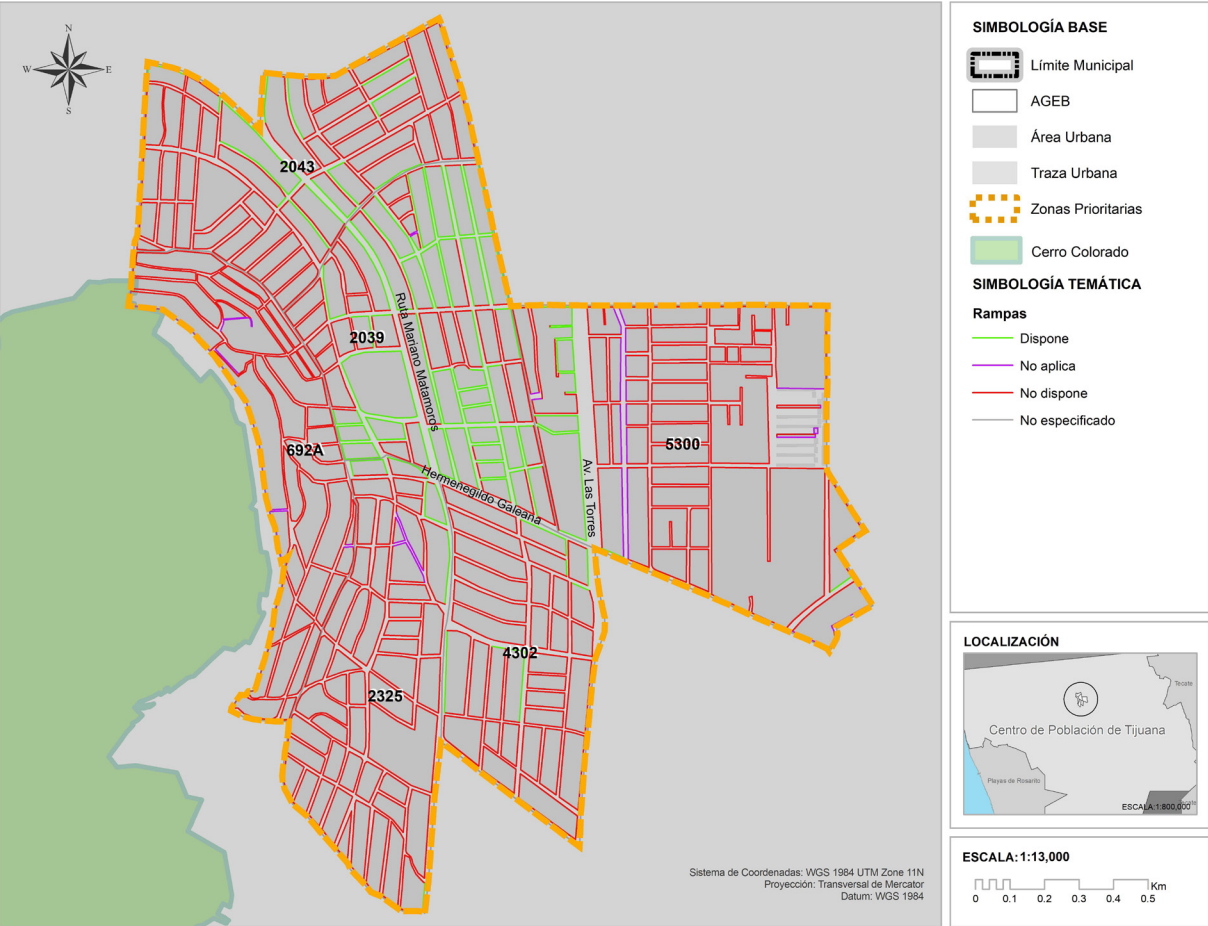 N
W
E
S
2043
2039
Ruta Mariano Matamoros
692A
Hermenegildo Galeana
Av. Las Torres
5300
4302
2325
Sistema de Coordenadas: WGS 1984 UTM Zone 11N
Proyección: Transversal de Mercator
Datum: WGS 1984
SIMBOLOGÍA BASE
Límite Municipal
AGEB
Área Urbana
Traza Urbana
Zonas Prioritarias
Cerro Colorado
SIMBOLOGÍA TEMÁTICA
Rampas
Dispone
No aplica
No dispone
No especificado
LOCALIZACIÓN
Tecate
Centro de Población de Tijuana
Playas de Rosarito
ESCALA:1:800,000
ESCALA: 1:13,000
Km
0 0.1 0.2 0.3 0.4 0.5